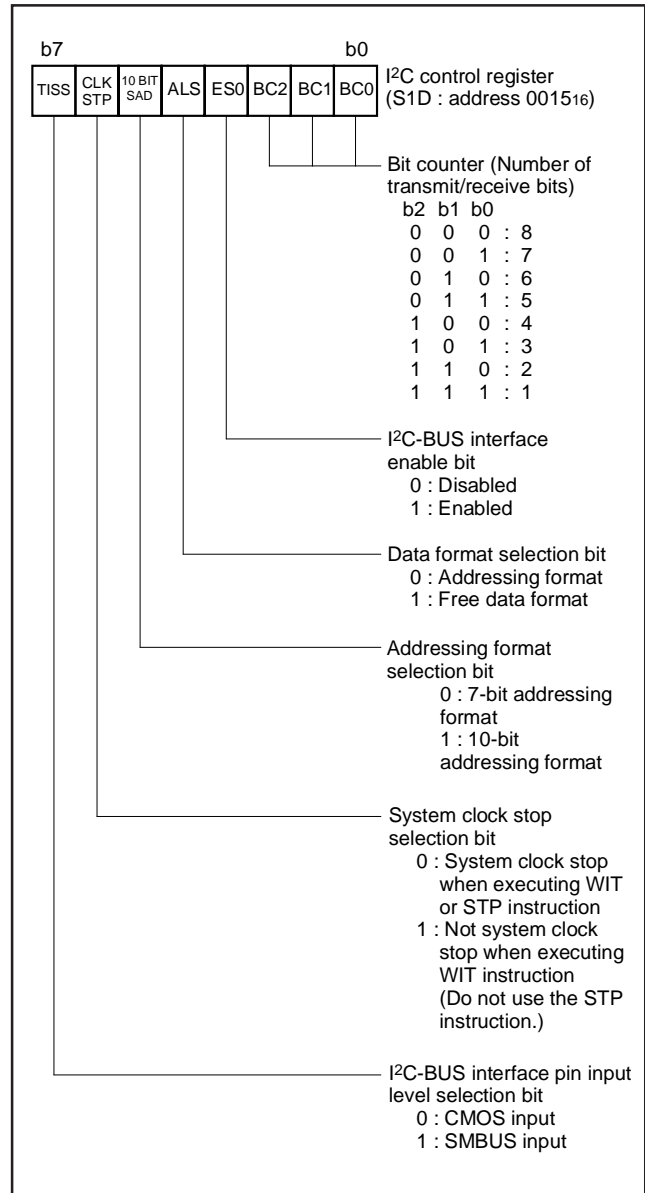 b7 b0
TISS CLK STP 10 BIT SAD ALS ES0 BC2 BC1 BC0
I2C control register
(S1D : address 001516)
Bit counter (Number of
transmit/receive bits)
b2 b1 b0
0 0 0 : 8
0 0 1 : 7
0 1 0 : 6
0 1 1 : 5
1 0 0 : 4
1 0 1 : 3
1 1 0 : 2
1 1 1 : 1
I2C-BUS interface
enable bit
0 : Disabled
1 : Enabled
Data format selection bit
0 : Addressing format
1 : Free data format
Addressing format
selection bit
0 : 7-bit addressing
format
1 : 10-bit
addressing format
System clock stop
selection bit
0 : System clock stop
when executing WIT
or STP instruction
1 : Not system clock
stop when executing
WIT instruction
(Do not use the STP
instruction.)
I2C-BUS interface pin input
level selection bit
0 : CMOS input
1 : SMBUS input